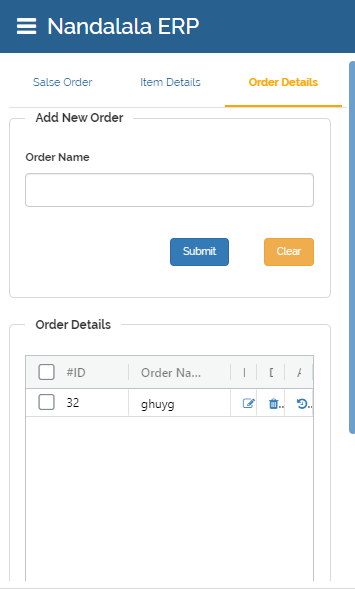 Nandalala ERP
Salse Order Item Details Order Details
Add New Order
Order Name
Submit Clear
Order Details
#ID Order Na...
32 ghuyg